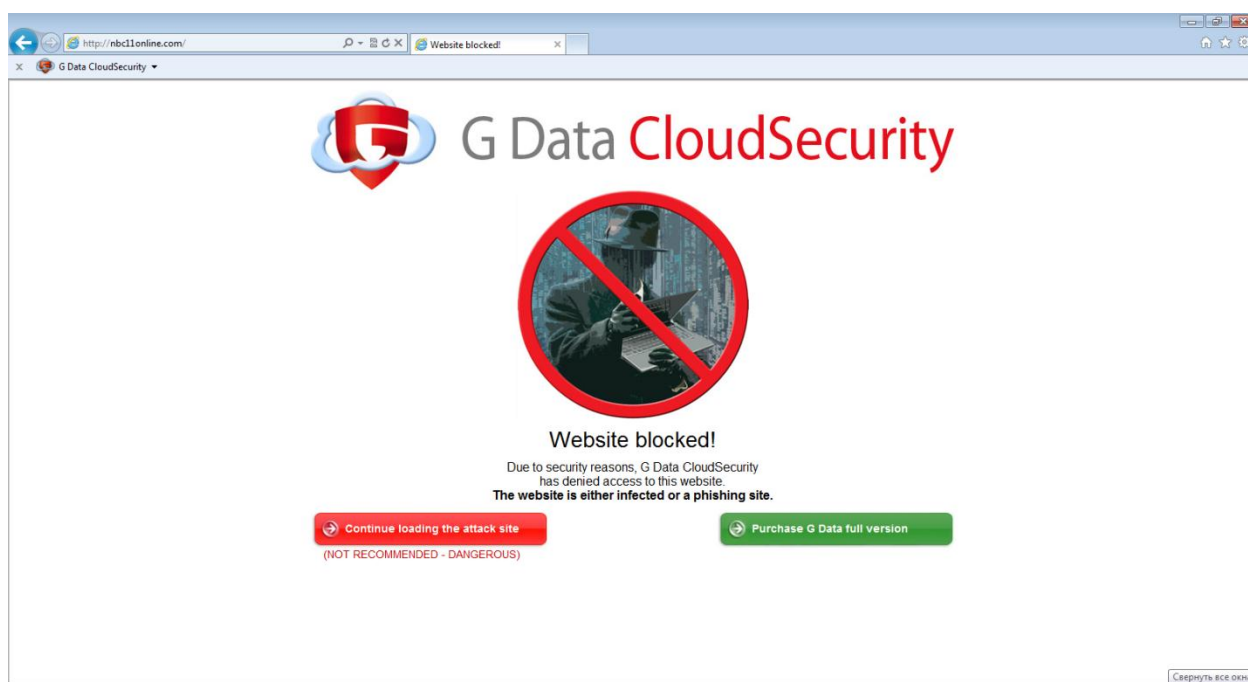 http://nbc11online.com/
Website blocked!
G Data CloudSecurity
G Data CloudSecurity
Website blocked!
Due to security reasons, G Data CloudSecurity
has denied access to this website.
The website is either infected or a phishing site.
Continue loading the attack site
Purchase G Data full version
(NOT RECOMMENDED - DANGEROUS)
Свернуть все окн